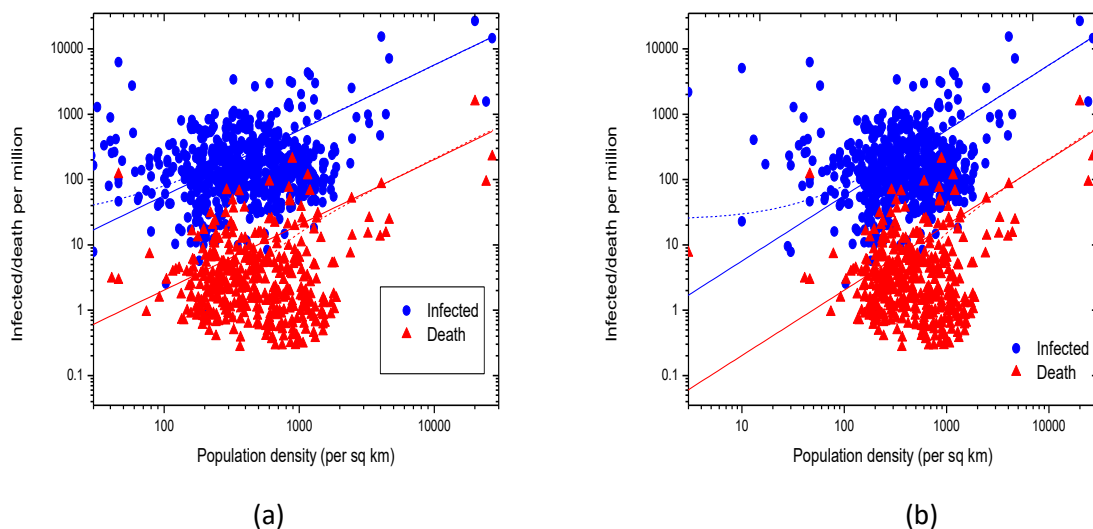 10000
1000
100
10
1
0.1
Infected/death per million
Infected
Death
100
1000
10000
Population density (per sq km)
(a)
10000
1000
100
10
1
0.1
Infected/death per million
Infected
Death
10
100
1000
10000
Population density (per sq km)
(b)